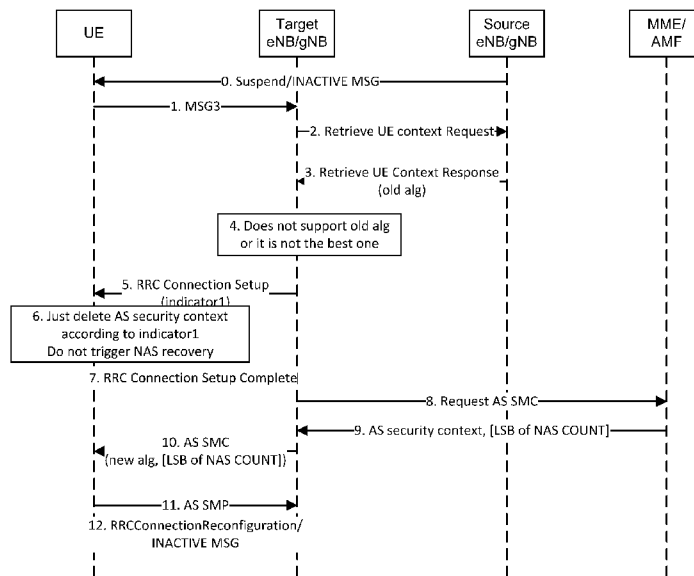 UE
Target
eNB/gNB
Source
eNB/gNB
MME/
AMF
0. Suspend/INACTIVE MSG
1. MSG3
2. Retrieve UE context Request
3. Retrieve UE Context Response
(old alg)
4. Does not support old alg
or it is not the best one
5. RRC Connection Setup
(indicator1)
6. Just delete AS security context
according to indicator1
Do not trigger NAS recovery
7. RRC Connection Setup Complete
8. Request AS SMC
9. AS security context, [LSB of NAS COUNT]
10. AS SMC
(new alg, [LSB of NAS COUNT])
11. AS SMP
12. RRCConnectionReconfiguration/
INACTIVE MSG